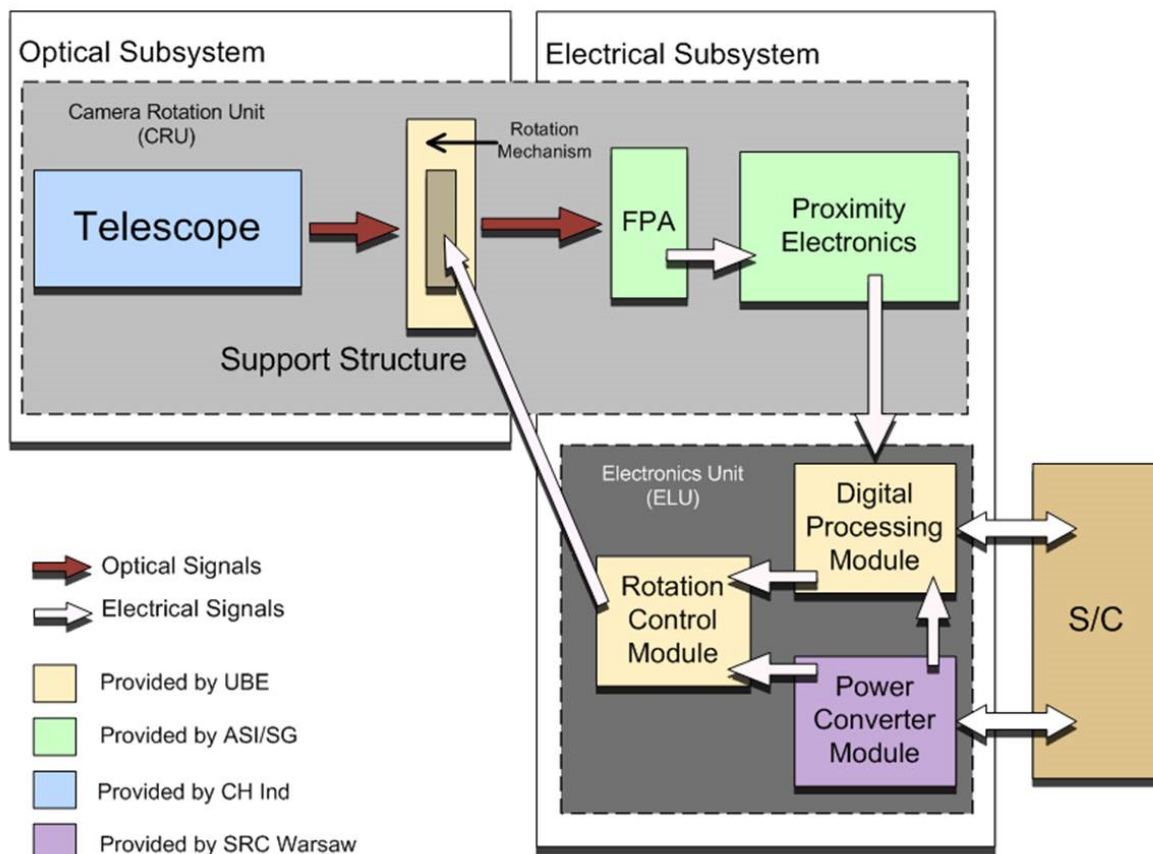 Optical Subsystem
Electrical Subsystem
Camera Rotation Unit
(CRU)
Rotation
Mechanism
Telescope
FPA
Proximity
Electronics
Support Structure
Electronics Unit
(ELU)
Digital
Processing
Module
Rotation
Control
Module
Power
Converter
Module
S/C
Optical Signals
Electrical Signals
Provided by UBE
Provided by ASI/SG
Provided by CH Ind
Provided by SRC Warsaw